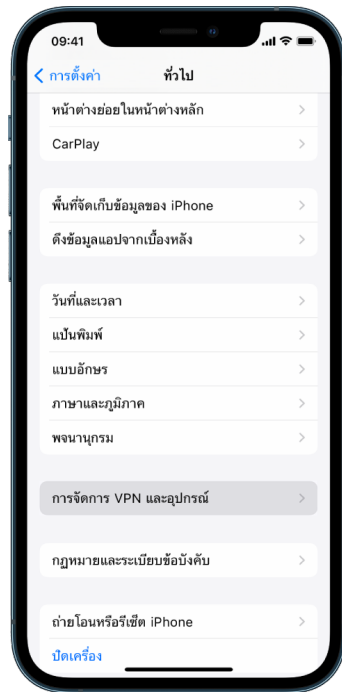 09:41
การตั้งค่า ทั่วไป
หน้าต่างย่อยในหน้าต่างหลัก
CarPlay
พื้นที่จัดเก็บข้อมูลของ iPhone
ดึงข้อมูลแอปจากเบื้องหลัง
วันที่และเวลา
แป้นพิมพ์
แบบอักษร
ภาษาและภูมิภาค
พจนานุกรม
การจัดการ VPN และอุปกรณ์
กฎหมายและระเบียบข้อบังคับ
ถ่ายโอนหรือรีเซ็ต iPhone
ปิดเครื่อง